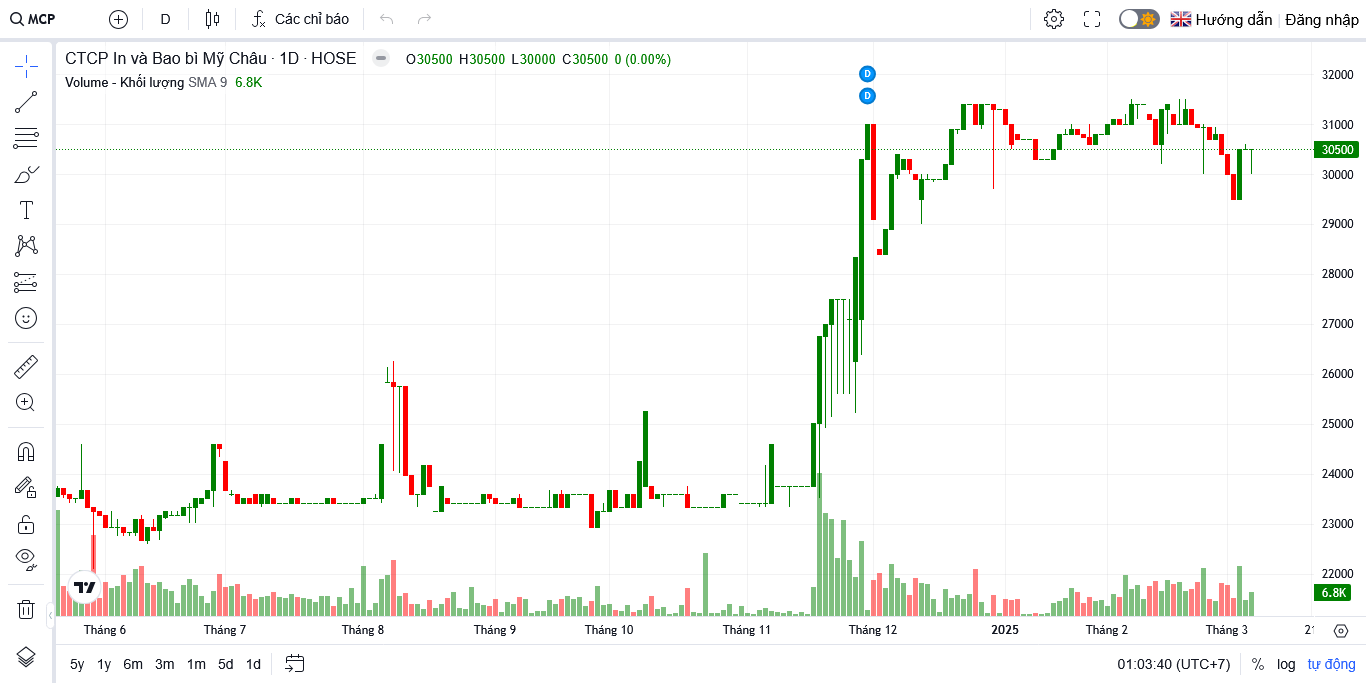 MCP D Các chỉ báo Hướng dẫn Đăng nhập
CTCP In và Bao bì Mỹ Châu · 1D · HOSE O30500 H30500 L30000 C30500 0 (0.00%)
Volume - Khối lượng SMA 9 6.8K
D
D
32000
31000
30500
30000
29000
28000
27000
26000
25000
24000
23000
22000
6.8K
Tháng 6 Tháng 7 Tháng 8 Tháng 9 Tháng 10 Tháng 11 Tháng 12 2025 Tháng 2 Tháng 3
5y 1y 6m 3m 1m 5d 1d 01:03:40 (UTC+7) % log tự động